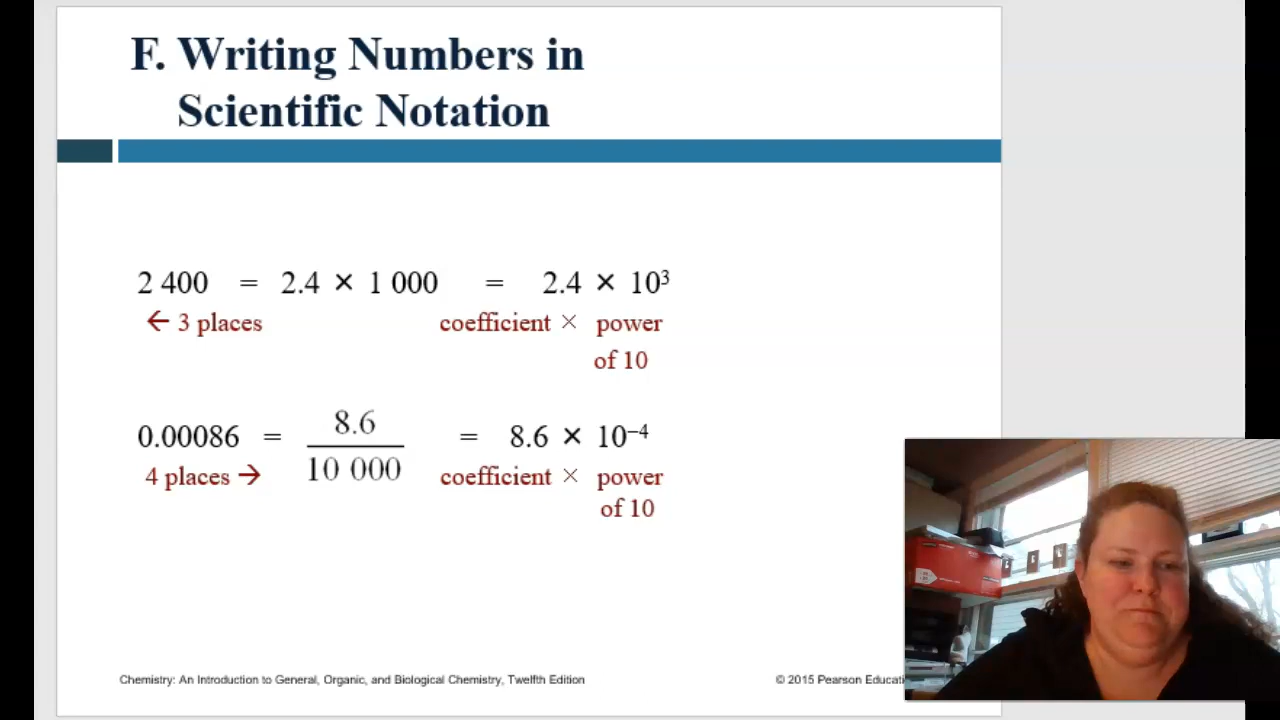 F. Writing Numbers in
Scientific Notation
2 400 = 2.4 × 1 000 = 2.4 × 10³
← 3 places coefficient × power
of 10
0.00086 = 8.6 / 10 000 = 8.6 × 10⁻⁴
4 places → coefficient × power
of 10
Chemistry: An Introduction to General, Organic, and Biological Chemistry, Twelfth Edition
© 2015 Pearson